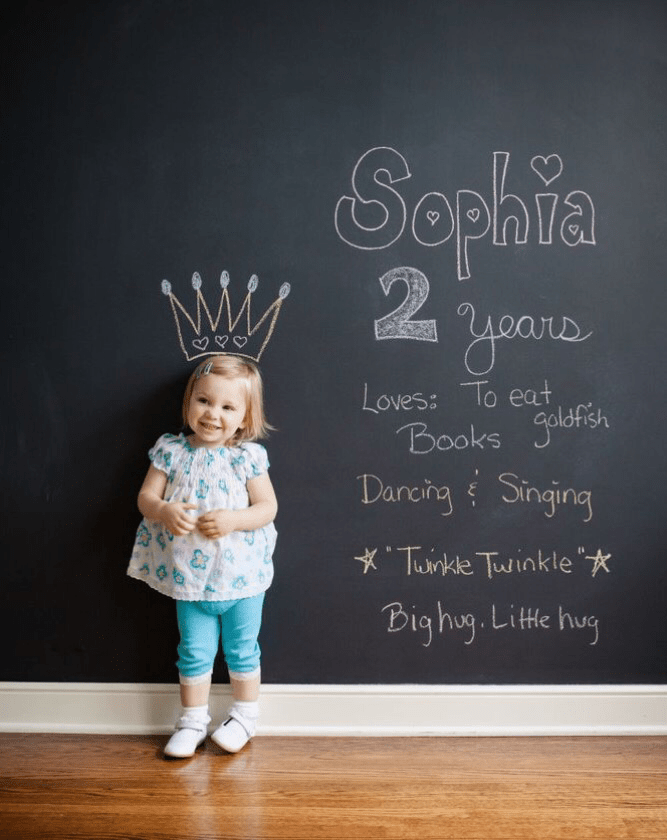 Sophia
2 years
Loves: To eat
goldfish
Books
Dancing & Singing
"Twinkle Twinkle"
Big hug. Little hug